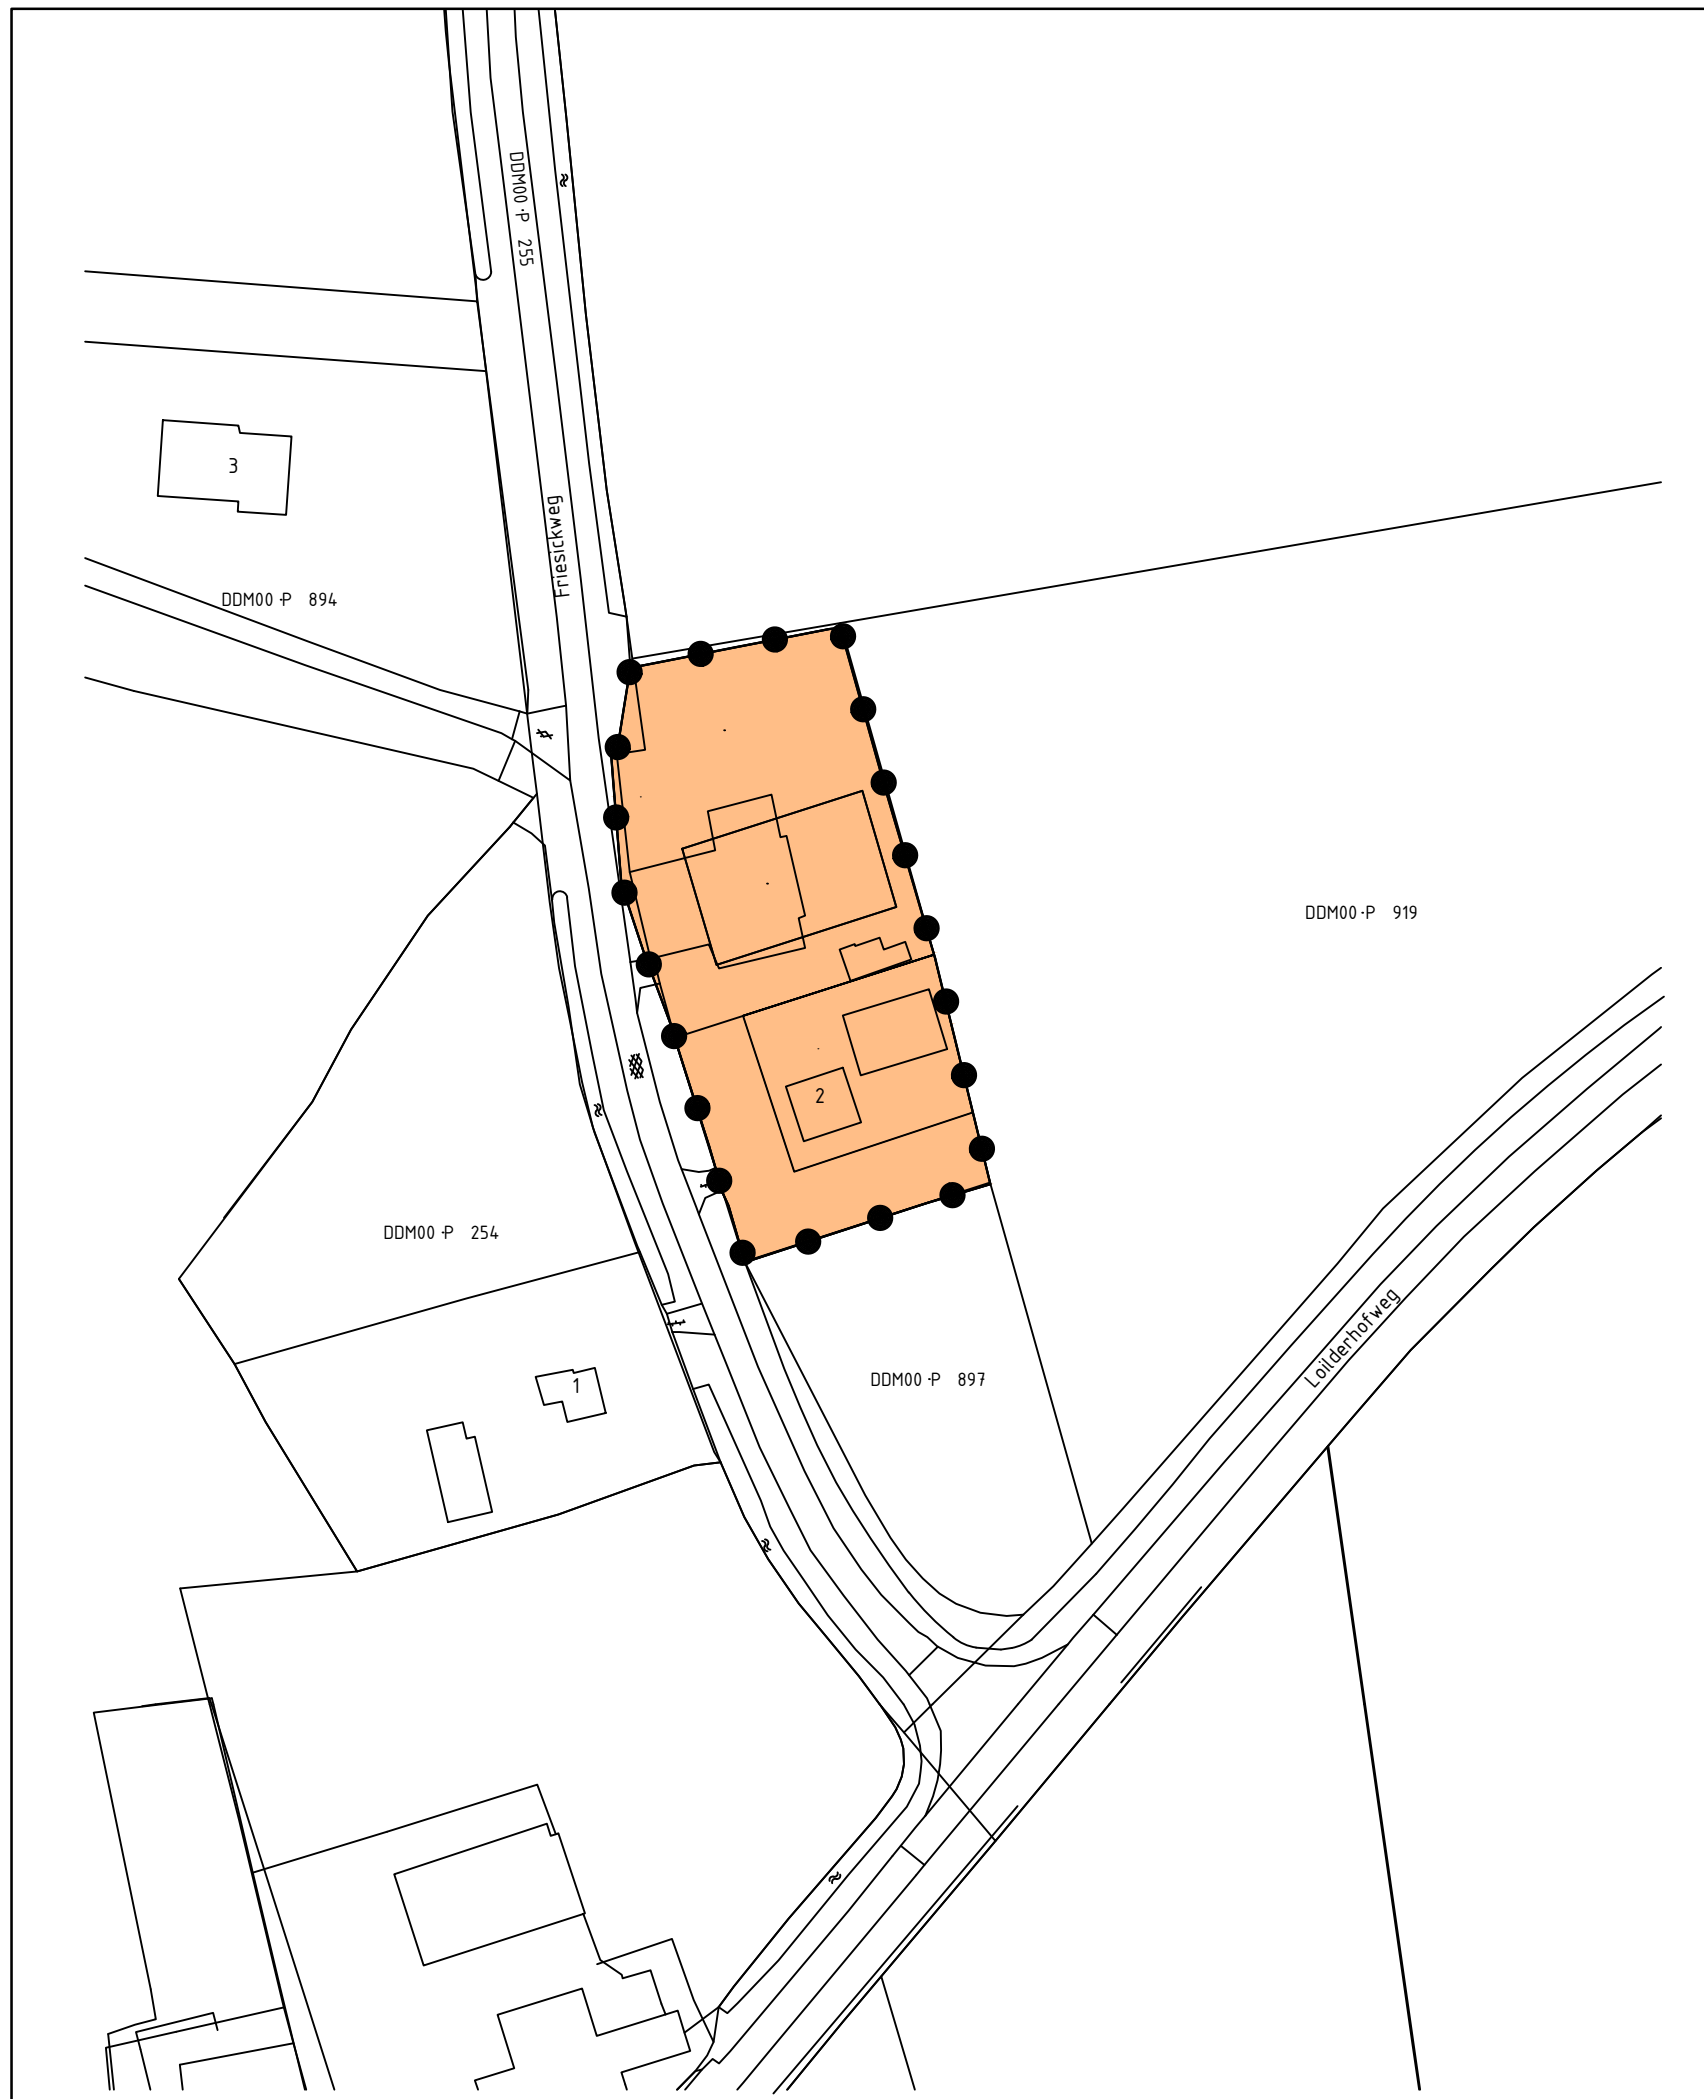 DDM00 P 255
3
Friesickweg
DDM00 P 894
DDM00 P 919
2
DDM00 P 254
Loilderhofweg
DDM00 P 897
1